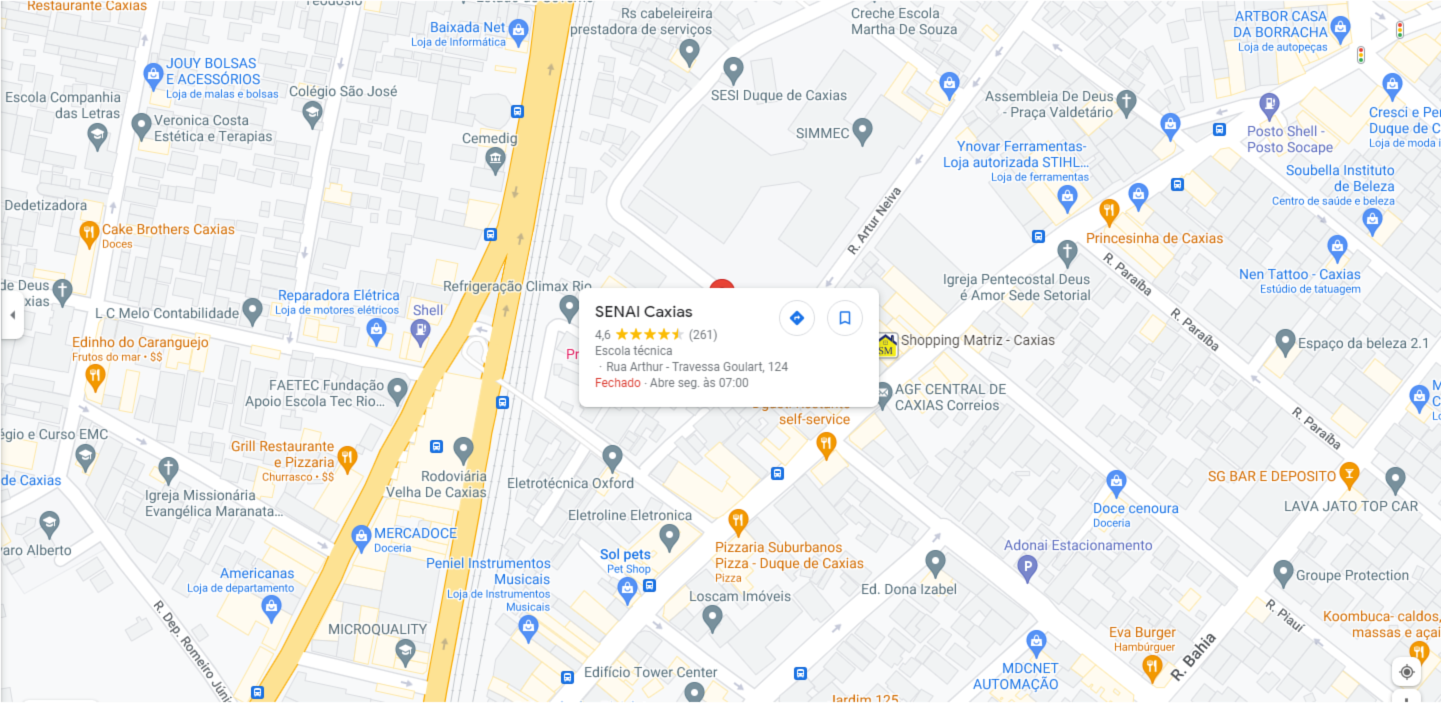 Restaurante Caxias
Baixada Net
Loja de Informática
Rs cabeleireira
prestadora de serviços
Creche Escola
Martha De Souza
ARTBOR CASA
DA BORRACHA
Loja de autopeças
JOUY BOLSAS
E ACESSÓRIOS
Loja de malas e bolsas
Colégio São José
SESI Duque de Caxias
Escola Companhia
das Letras
Veronica Costa
Estética e Terapias
Cemedig
SIMMEC
Assembleia De Deus
- Praça Valdetário
Posto Shell -
Posto Socape
Cresci e
Duque de C
Loja de moda
Ynovar Ferramentas-
Loja autorizada STIHL...
Loja de ferramentas
Soubella Instituto
de Beleza
Centro de saúde e beleza
Dedetizadora
Cake Brothers Caxias
Doces
R. Artur Neiva
Princesinha de Caxias
R. Paraíba
Igreja Pentecostal Deus
é Amor Sede Setorial
Nen Tattoo - Caxias
Estúdio de tatuagem
de Deus
xias
L C Melo Contabilidade
Reparadora Elétrica
Loja de motores elétricos
Shell
Refrigeração Climax Rio
SENAI Caxias
4,6
(261)
Escola técnica
· Rua Arthur - Travessa Goulart, 124
Fechado · Abre seg. às 07:00
Pr
SM
Shopping Matriz - Caxias
R. Paraíba
Espaço da beleza 2.1
Edinho do Caranguejo
Frutos do mar • $$
FAETEC Fundação
Apoio Escola Tec Rio...
AGF CENTRAL DE
CAXIAS Correios
self-service
R. Paraíba
égio e Curso EMC
Grill Restaurante
e Pizzaria
Churrasco • $$
de Caxias
Igreja Missionária
Evangélica Maranata...
Rodoviária
Velha De Caxias
Eletrotécnica Oxford
SG BAR E DEPOSITO
LAVA JATO TOP CAR
Doce cenoura
Doceria
varo Alberto
MERCADOCE
Doceria
Eletroline Eletronica
Pizzaria Suburbanos
Pizza - Duque de Caxias
Pizza
Adonai Estacionamento
P
Americanas
Loja de departamento
Peniel Instrumentos
Musicais
Loja de Instrumentos
Musicais
Sol pets
Pet Shop
Loscam Imóveis
Ed. Dona Izabel
Groupe Protection
R. Dep. Romeiro Júni
MICROQUALITY
R. Piauí
Koombuca- caldos,
massas e açaí
Eva Burger
Hambúrguer
R. Bahia
Edifício Tower Center
MDCNET
AUTOMAÇÃO
Jardim 125